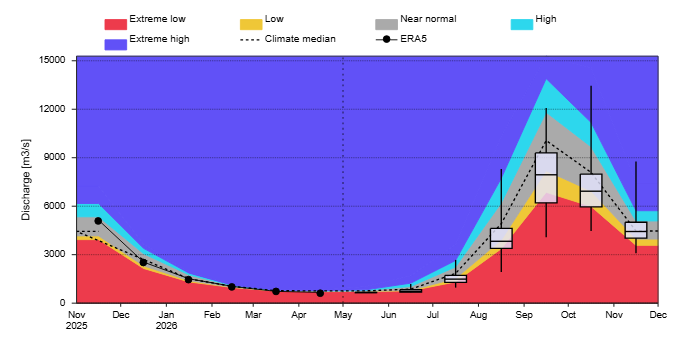 Extreme low Low Near normal High
Extreme high Climate median ERA5
Discharge [m3/s]
15000
12000
9000
6000
3000
0
Nov Dec Jan Feb Mar Apr May Jun Jul Aug Sep Oct Nov Dec
2025 2026